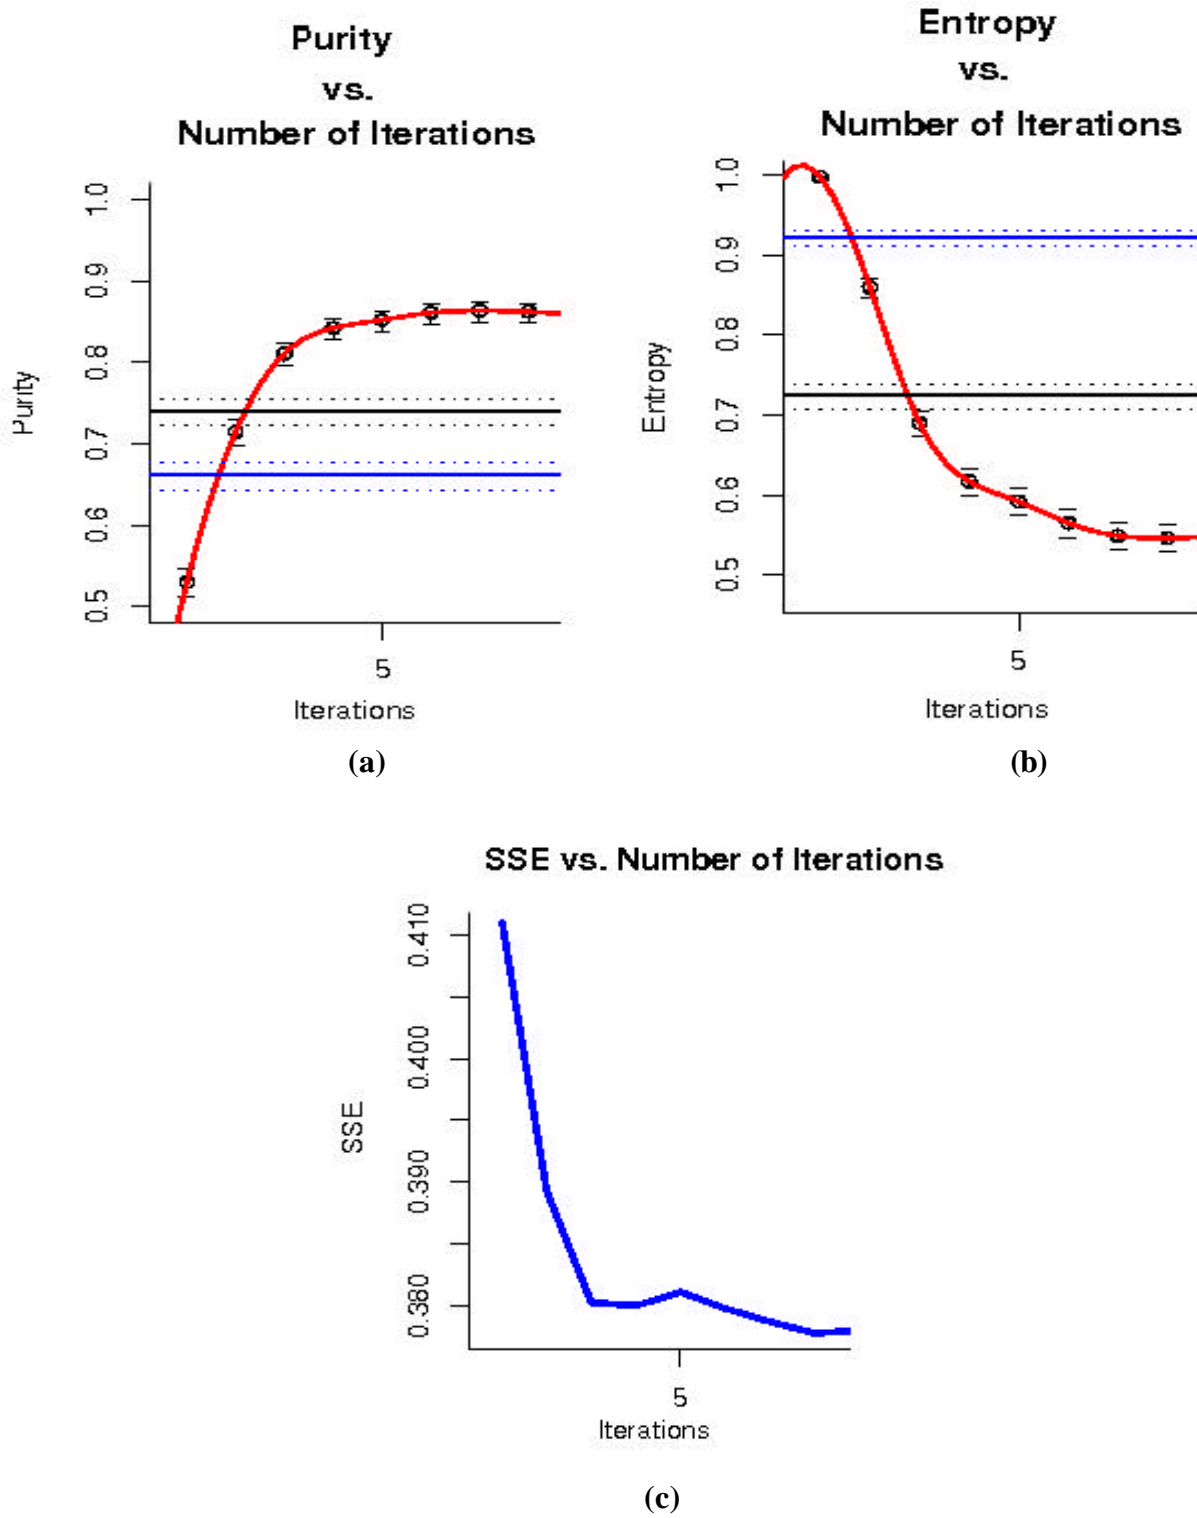 Purity
vs.
Number of Iterations
1.0
0.9
0.8
0.7
0.6
0.5
Purity
5
Iterations
(a)
Entropy
vs.
Number of Iterations
1.0
0.9
0.8
0.7
0.6
0.5
Entropy
5
Iterations
(b)
SSE vs. Number of Iterations
0.410
0.400
0.390
0.380
SSE
5
Iterations
(c)